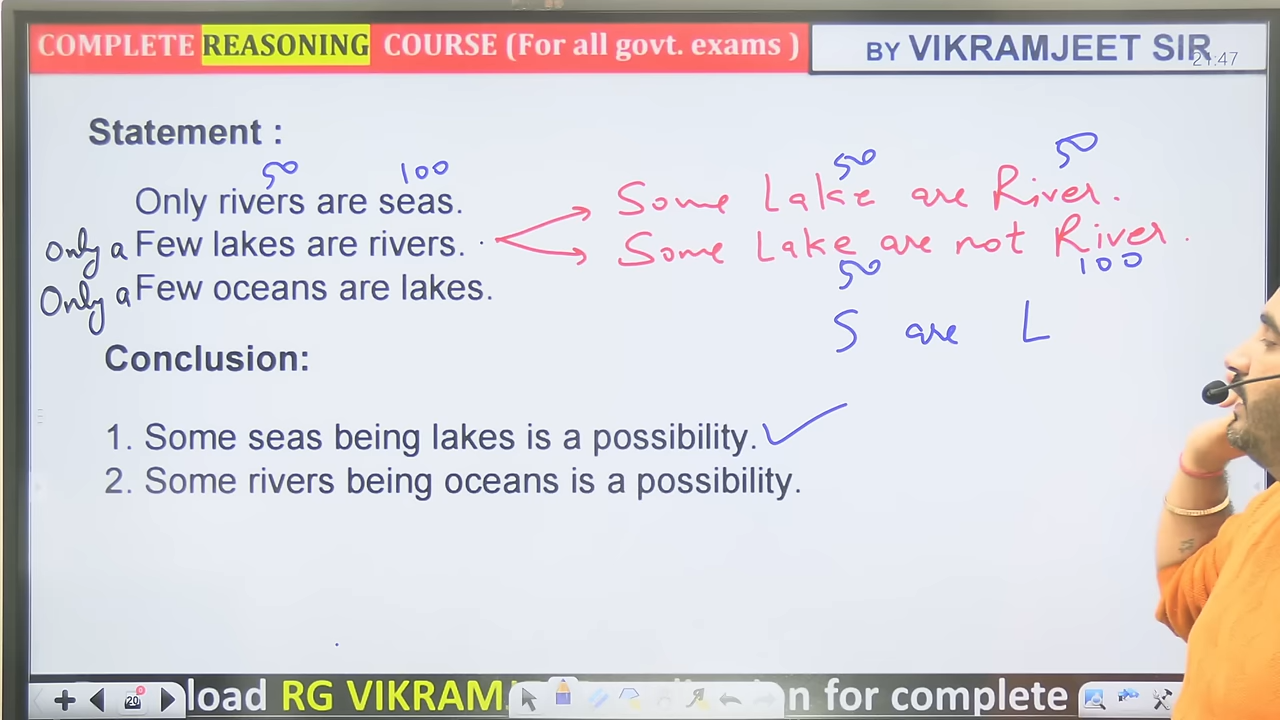 COMPLETE REASONING COURSE (For all govt. exams )
BY VIKRAMJEET SIR
21:47
Statement :
50 100
Only rivers are seas.
only a Few lakes are rivers.
Only a Few oceans are lakes.
50 50
Some Lake are River.
Some Lake are not River.
50 100
S are L
Conclusion:
1. Some seas being lakes is a possibility.
2. Some rivers being oceans is a possibility.
20
load RG VIKRAMJ n for complete